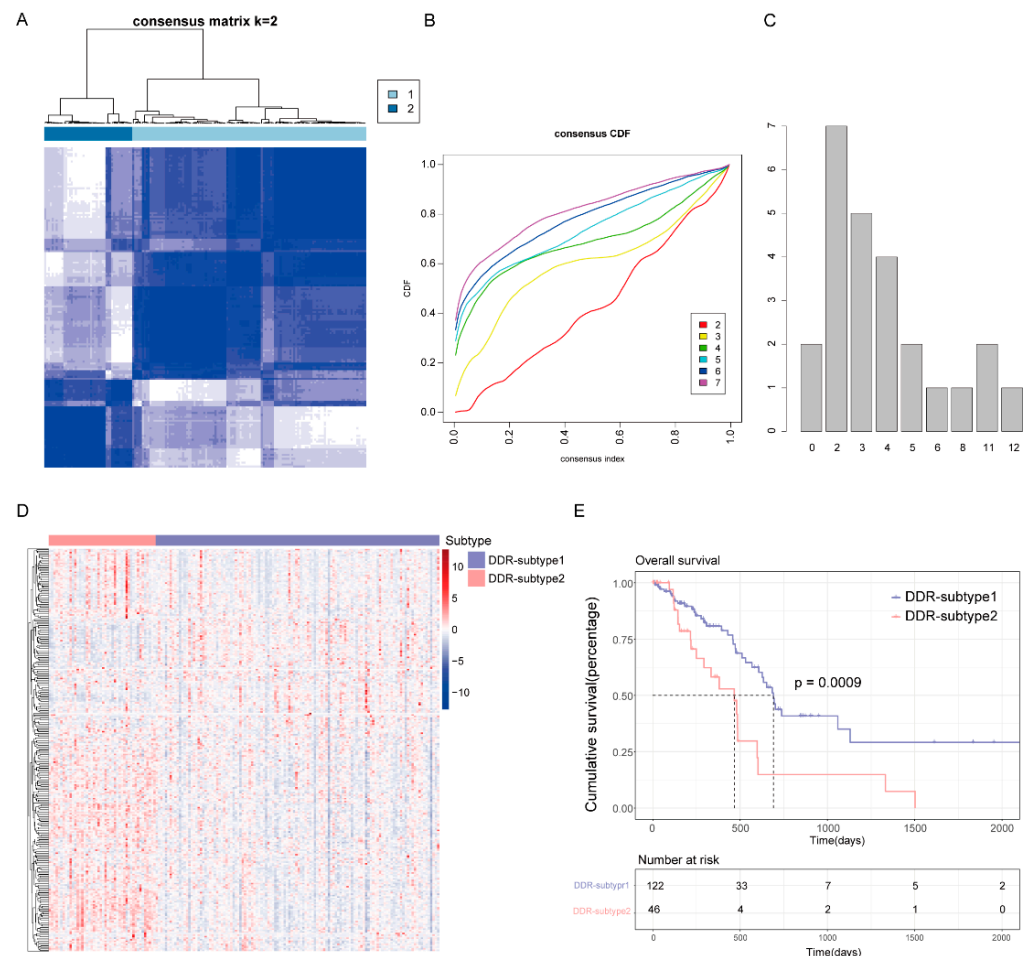 A
consensus matrix k=2
1
2
B
consensus CDF
CDF
1.0
0.8
0.6
0.4
0.2
0.0
0.0 0.2 0.4 0.6 0.8 1.0
consensus index
2
3
4
5
6
7
C
7
6
5
4
3
2
1
0
0 2 3 4 5 6 8 11 12
D
Subtype
DDR-subtype1
DDR-subtype2
10
5
0
−5
−10
E
Overall survival
Cumulative survival(percentage)
1.00
0.75
0.50
0.25
0.00
DDR-subtype1
DDR-subtype2
p = 0.0009
0 500 1000 1500 2000
Time(days)
Number at risk
DDR-subtypr1 122 33 7 5 2
DDR-subtype2 46 4 2 1 0
0 500 1000 1500 2000
Time(days)